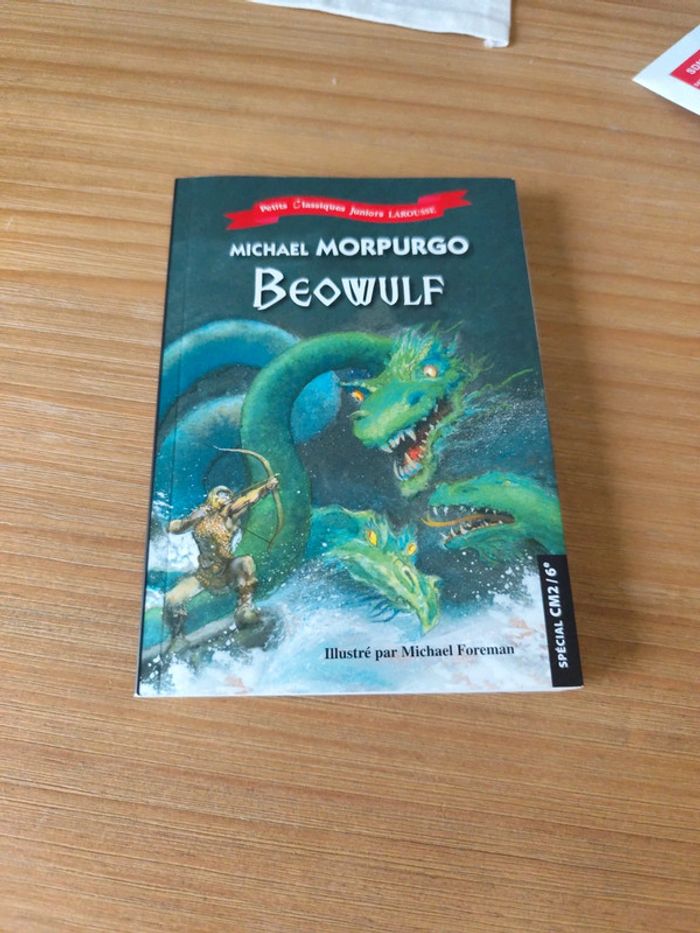 Petits Classiques Juniors LAROUSSE
MICHAEL MORPURGO
BEOWULF
Illustré par Michael Foreman
SPÉCIAL CM2 / 6e